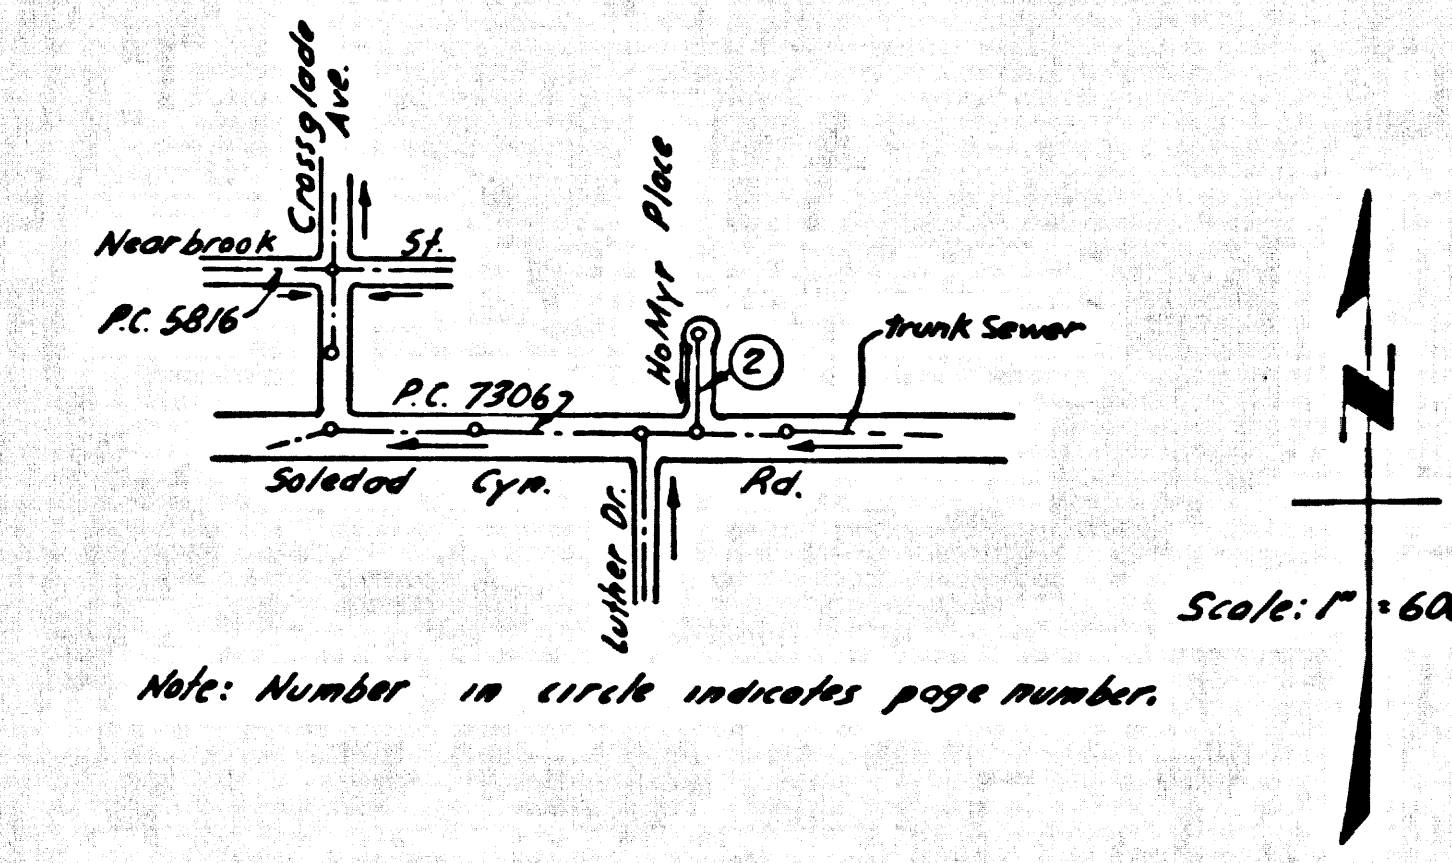 Crossglade
Ave.
Nearbrook St.
P.C. 5816
HoMyr Place
2
trunk Sewer
P.C. 7306
Soledad Cyn. Rd.
Luther Dr.
N
Scale: 1" = 600
Note: Number in circle indicates page number.